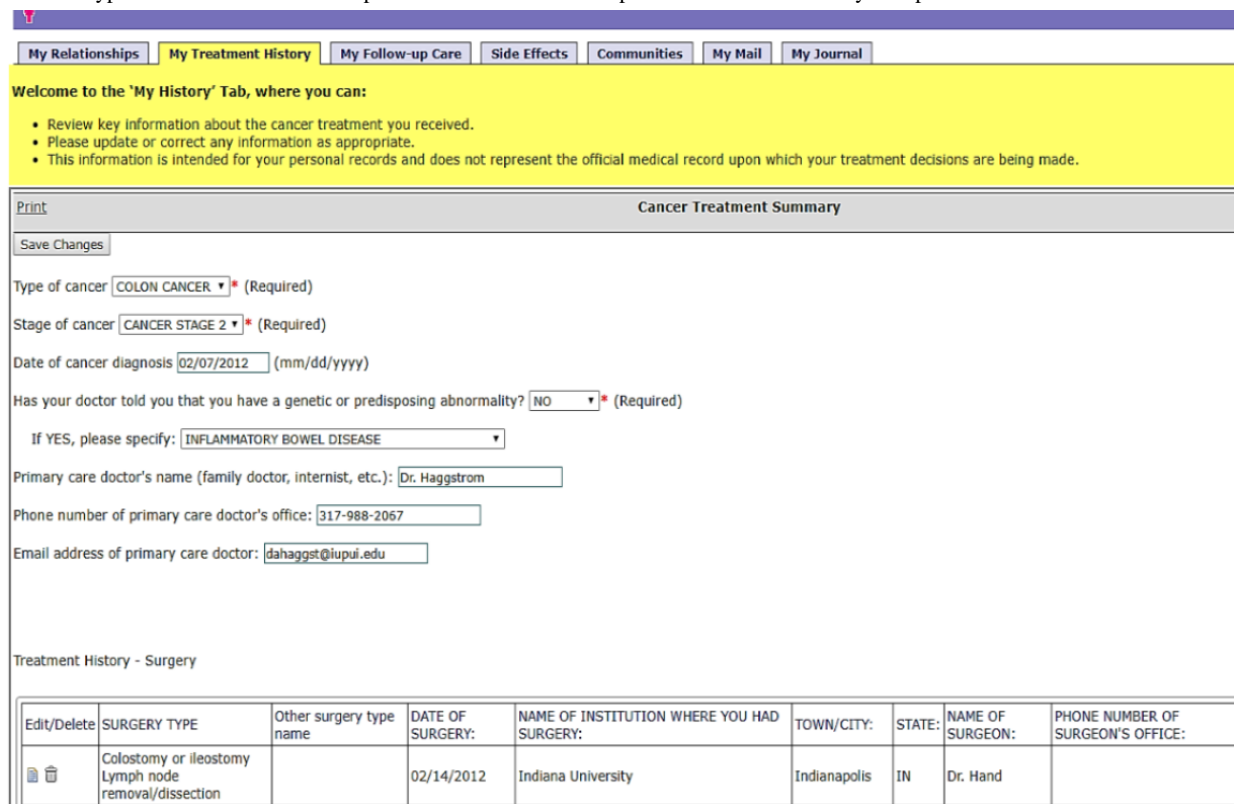 My Relationships My Treatment History My Follow-up Care Side Effects Communities My Mail My Journal
Welcome to the 'My History' Tab, where you can:
• Review key information about the cancer treatment you received.
• Please update or correct any information as appropriate.
• This information is intended for your personal records and does not represent the official medical record upon which your treatment decisions are being made.
Print Cancer Treatment Summary
Save Changes
Type of cancer COLON CANCER * (Required)
Stage of cancer CANCER STAGE 2 * (Required)
Date of cancer diagnosis 02/07/2012 (mm/dd/yyyy)
Has your doctor told you that you have a genetic or predisposing abnormality? NO * (Required)
If YES, please specify: INFLAMMATORY BOWEL DISEASE
Primary care doctor's name (family doctor, internist, etc.): Dr. Haggstrom
Phone number of primary care doctor's office: 317-988-2067
Email address of primary care doctor: dahaggst@iupui.edu
Treatment History - Surgery
Edit/Delete SURGERY TYPE Other surgery type name DATE OF SURGERY: NAME OF INSTITUTION WHERE YOU HAD SURGERY: TOWN/CITY: STATE: NAME OF SURGEON: PHONE NUMBER OF SURGEON'S OFFICE:
Colostomy or ileostomy
Lymph node
removal/dissection
02/14/2012 Indiana University Indianapolis IN Dr. Hand